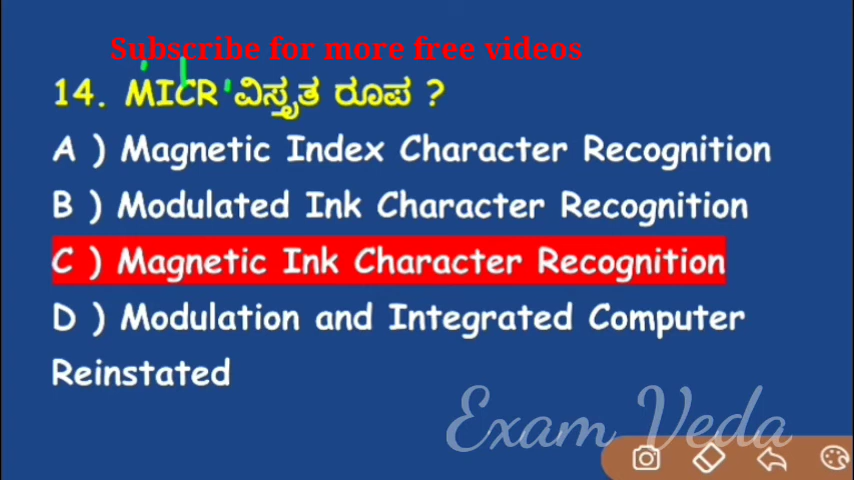 Subscribe for more free videos
14. MICR ವಿಸ್ತೃತ ರೂಪ ?
A ) Magnetic Index Character Recognition
B ) Modulated Ink Character Recognition
C ) Magnetic Ink Character Recognition
D ) Modulation and Integrated Computer
Reinstated
Exam Veda